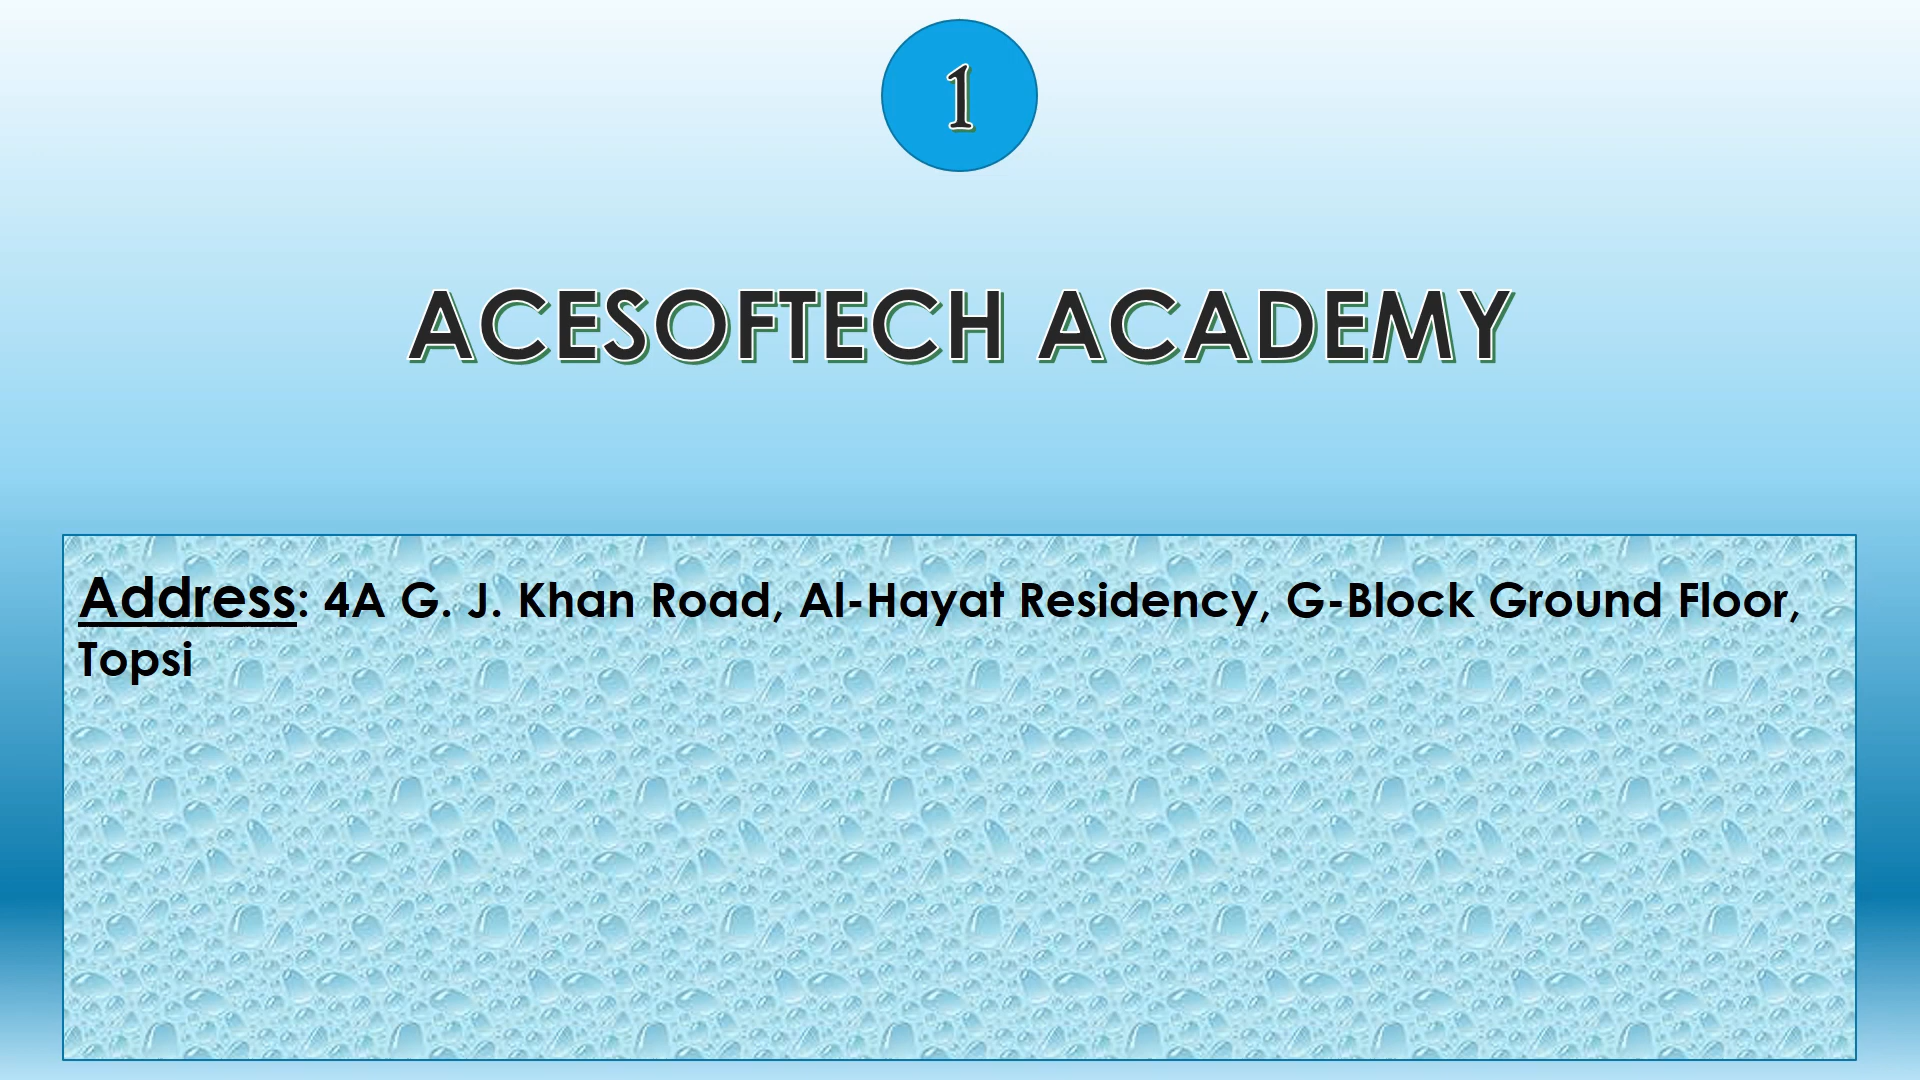 1
ACESOFTECH ACADEMY
Address: 4A G. J. Khan Road, Al-Hayat Residency, G-Block Ground Floor,
Topsi